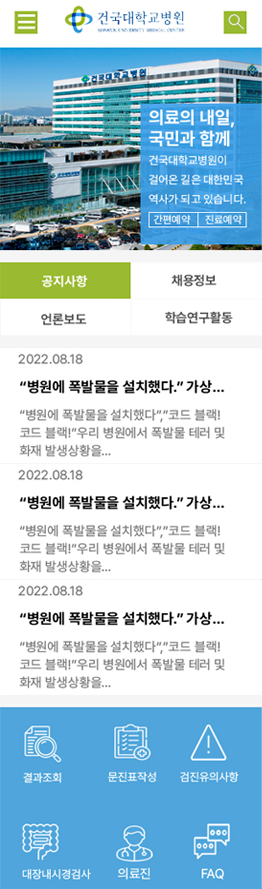 건국대학교병원
KONKUK UNIVERSITY MEDICAL CENTER
건국대학교병원
의료의 내일,
국민과 함께
건국대학교병원이
걸어온 길은 대한민국
역사가 되고 있습니다.
간편예약 진료예약
공지사항 채용정보
언론보도 학습연구활동
2022.08.18
“병원에 폭발물을 설치했다.” 가상...
“병원에 폭발물을 설치했다”,”코드 블랙!
코드 블랙!”우리 병원에서 폭발물 테러 및
화재 발생상황을...
2022.08.18
“병원에 폭발물을 설치했다.” 가상...
“병원에 폭발물을 설치했다”,”코드 블랙!
코드 블랙!”우리 병원에서 폭발물 테러 및
화재 발생상황을...
2022.08.18
“병원에 폭발물을 설치했다.” 가상...
“병원에 폭발물을 설치했다”,”코드 블랙!
코드 블랙!”우리 병원에서 폭발물 테러 및
화재 발생상황을...
결과조회 문진표작성 검진유의사항
대장내시경검사 의료진 FAQ